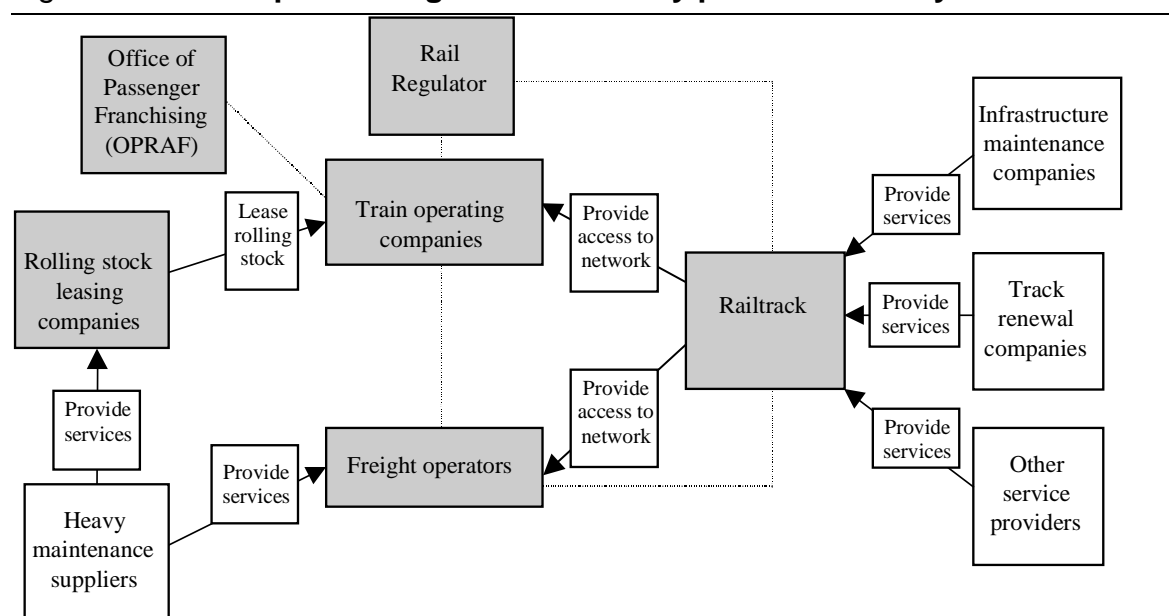 Office of
Passenger
Franchising
(OPRAF)
Rail
Regulator
Infrastructure
maintenance
companies
Train operating
companies
Lease
rolling
stock
Provide
access to
network
Provide
services
Rolling stock
leasing
companies
Railtrack
Provide
services
Track
renewal
companies
Provide
services
Provide
access to
network
Provide
services
Freight operators
Provide
services
Other
service
providers
Heavy
maintenance
suppliers